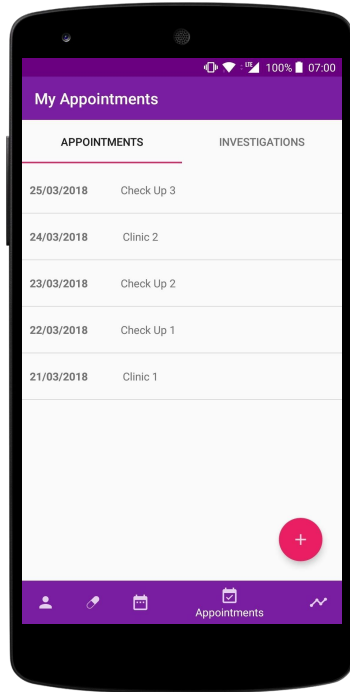 LTE 100% 07:00
My Appointments
APPOINTMENTS INVESTIGATIONS
25/03/2018 Check Up 3
24/03/2018 Clinic 2
23/03/2018 Check Up 2
22/03/2018 Check Up 1
21/03/2018 Clinic 1
+
Appointments